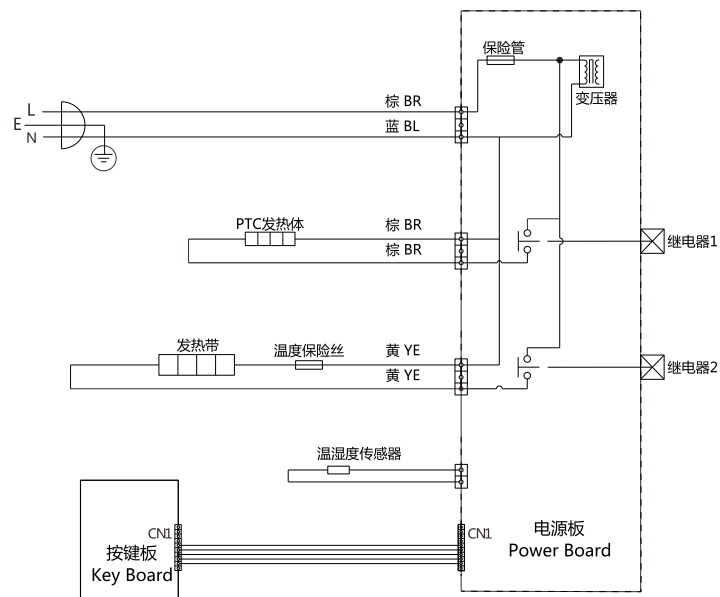 保险管
变压器
L
棕 BR
E
蓝 BL
N
PTC发热体
棕 BR
继电器1
棕 BR
发热带
温度保险丝
黄 YE
继电器2
黄 YE
温湿度传感器
CN1
CN1
按键板
Key Board
电源板
Power Board